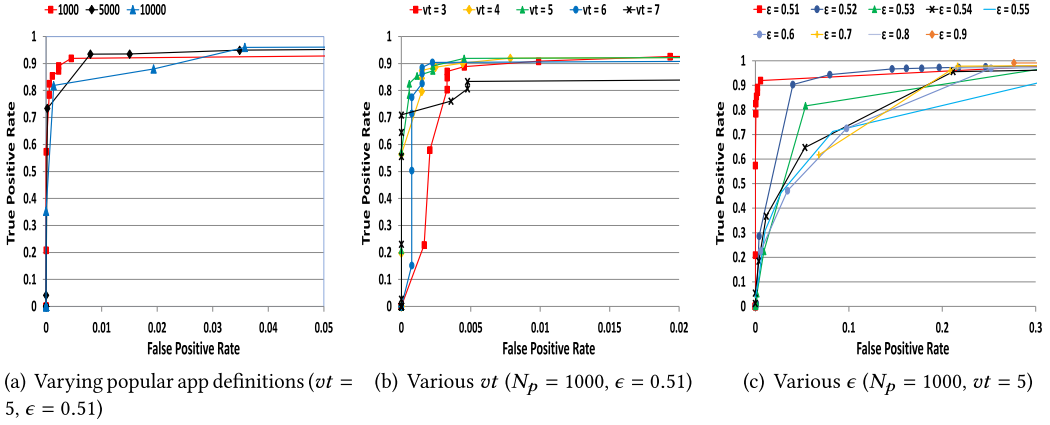 1000 5000 10000
1
0.9
0.8
0.7
0.6
0.5
0.4
0.3
0.2
0.1
0
True Positive Rate
0 0.01 0.02 0.03 0.04 0.05
False Positive Rate
(a) Varying popular app definitions (vt =
5, ϵ = 0.51)
vt = 3 vt = 4 vt = 5 vt = 6 vt = 7
1
0.9
0.8
0.7
0.6
0.5
0.4
0.3
0.2
0.1
0
True Positive Rate
0 0.005 0.01 0.015 0.02
False Positive Rate
(b) Various vt (Np = 1000, ϵ = 0.51)
ε = 0.51 ε = 0.52 ε = 0.53 ε = 0.54 ε = 0.55
ε = 0.6 ε = 0.7 ε = 0.8 ε = 0.9
1
0.9
0.8
0.7
0.6
0.5
0.4
0.3
0.2
0.1
0
True Positive Rate
0 0.1 0.2 0.3
False Positive Rate
(c) Various ϵ (Np = 1000, vt = 5)